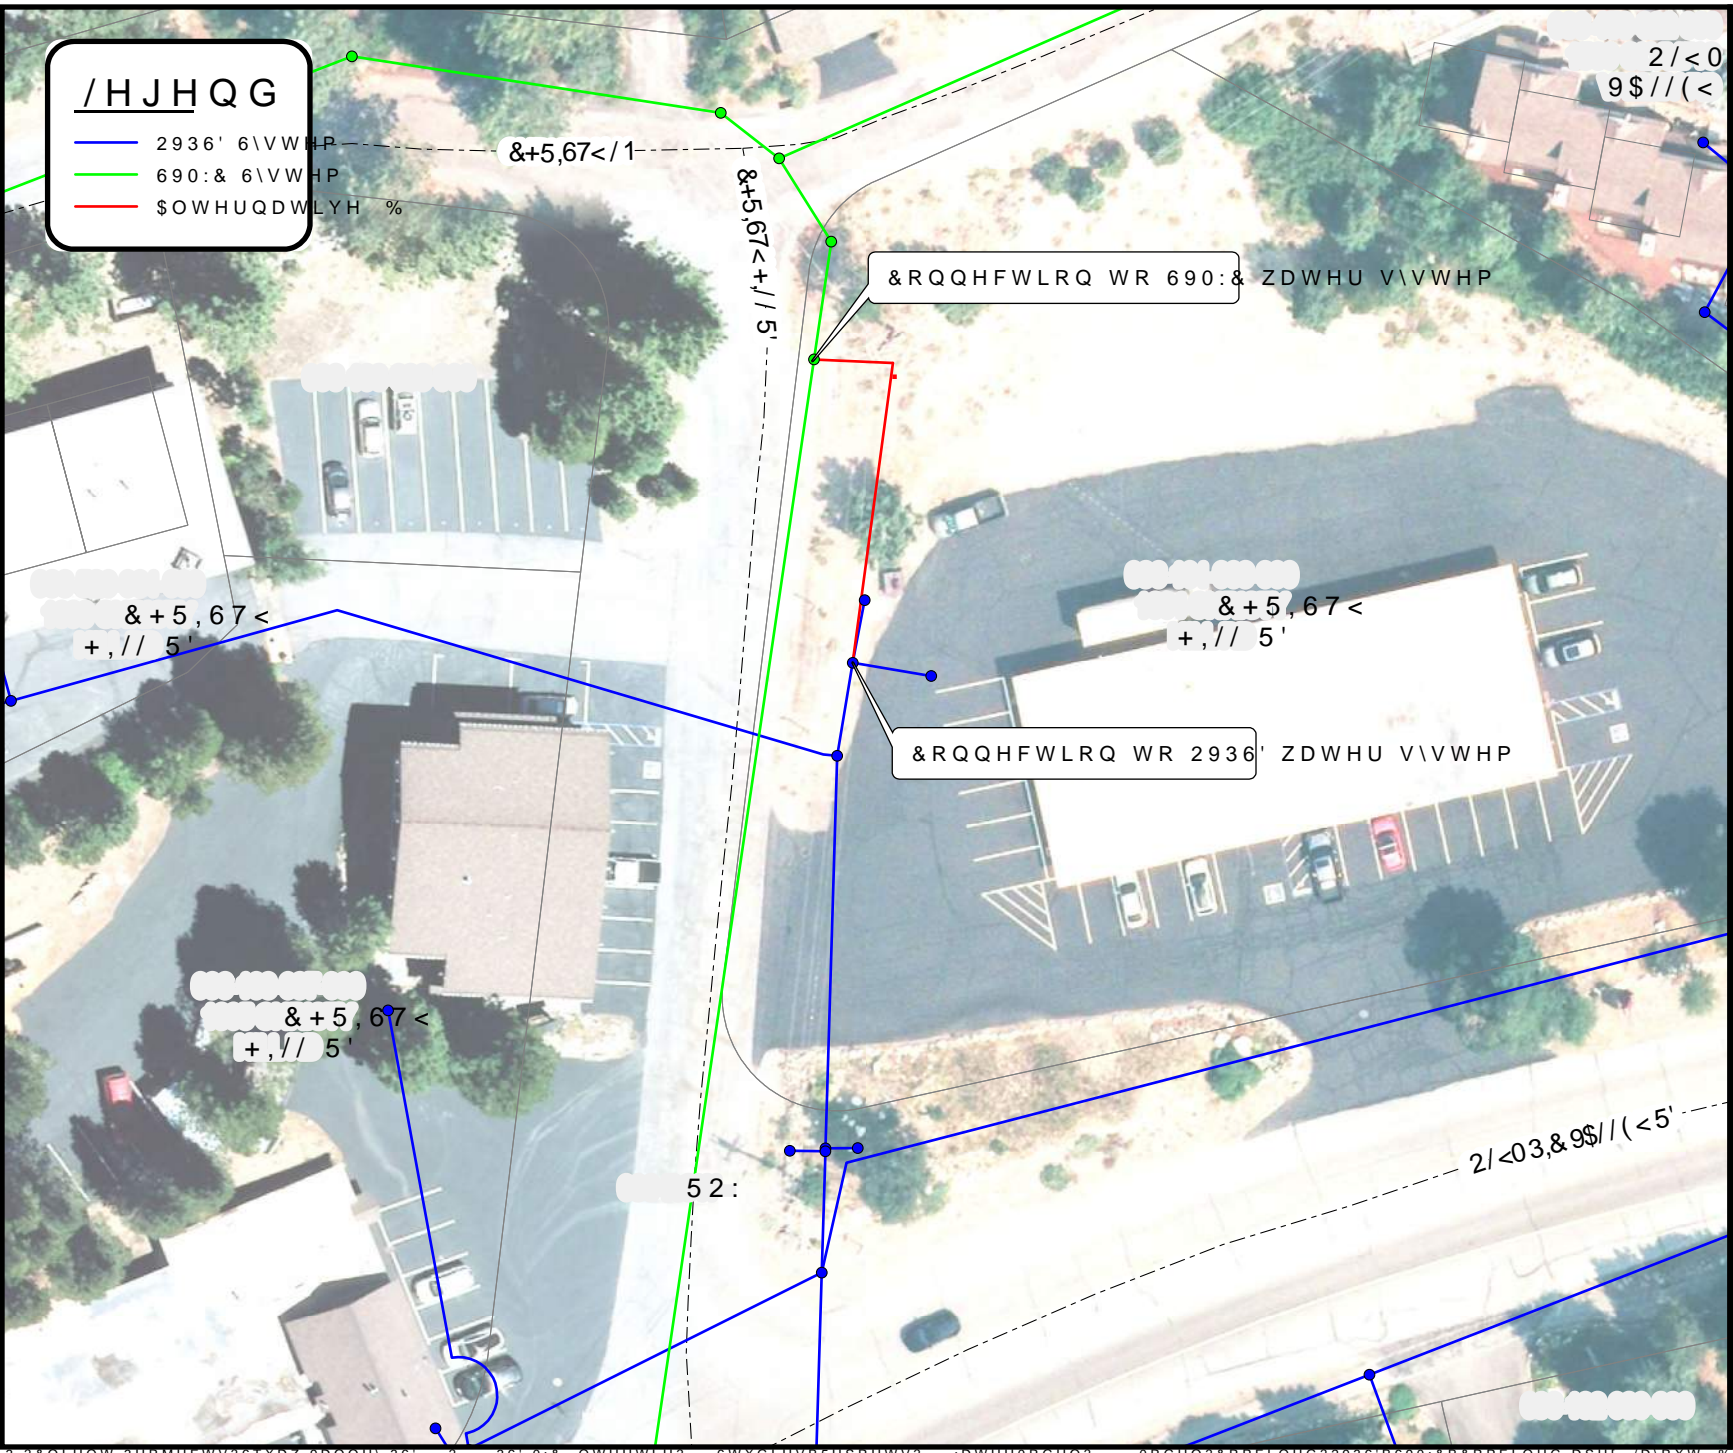 /HJHQG
2936' 6\VWHP
690:& 6\VWHP
$OWHUQDWLYH %
2/<0
9$//(<
&+5,67</1
&+5,67<+,// 5'
&RQQHFWLRQ WR 690:& ZDWHU V\VWHP
&+5,67<
+,// 5'
&+5,67<
+,// 5'
&RQQHFWLRQ WR 2936' ZDWHU V\VWHP
&+5,67<
+,// 5'
2/<03,& 9$//(< 5'
52: